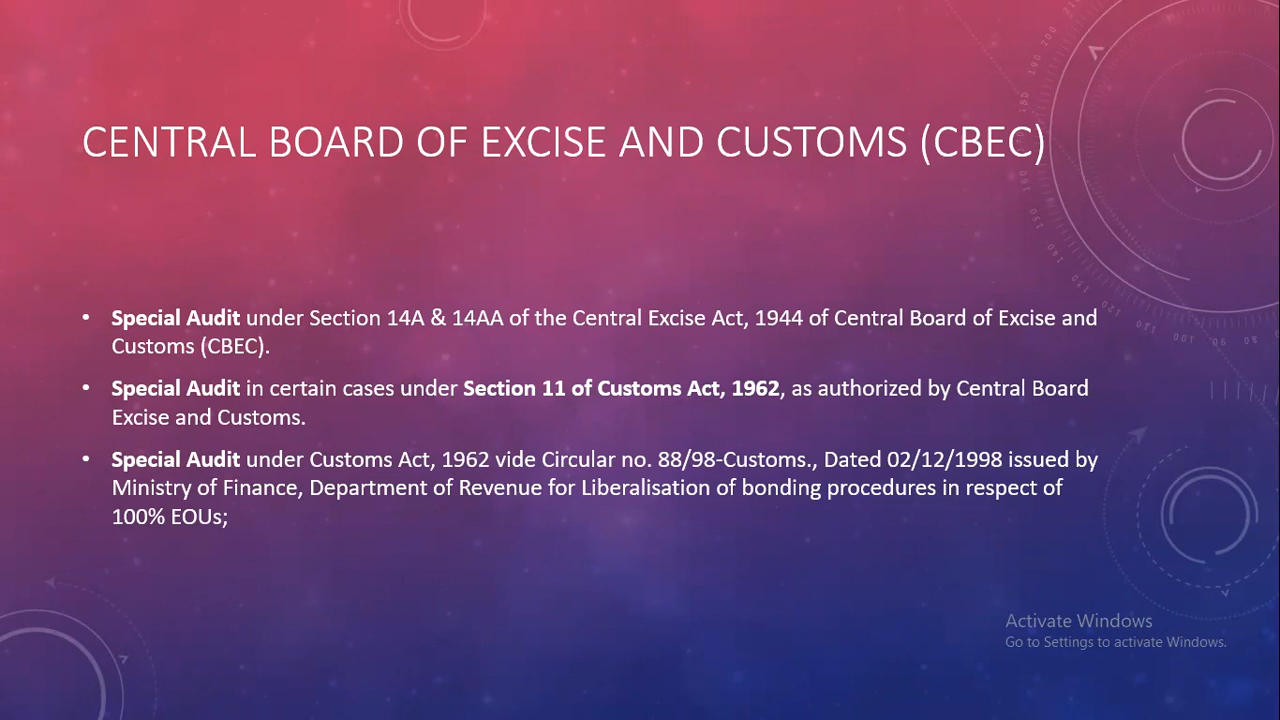 CENTRAL BOARD OF EXCISE AND CUSTOMS (CBEC)
• Special Audit under Section 14A & 14AA of the Central Excise Act, 1944 of Central Board of Excise and
Customs (CBEC).
• Special Audit in certain cases under Section 11 of Customs Act, 1962, as authorized by Central Board
Excise and Customs.
• Special Audit under Customs Act, 1962 vide Circular no. 88/98-Customs., Dated 02/12/1998 issued by
Ministry of Finance, Department of Revenue for Liberalisation of bonding procedures in respect of
100% EOUs;
Activate Windows
Go to Settings to activate Windows.